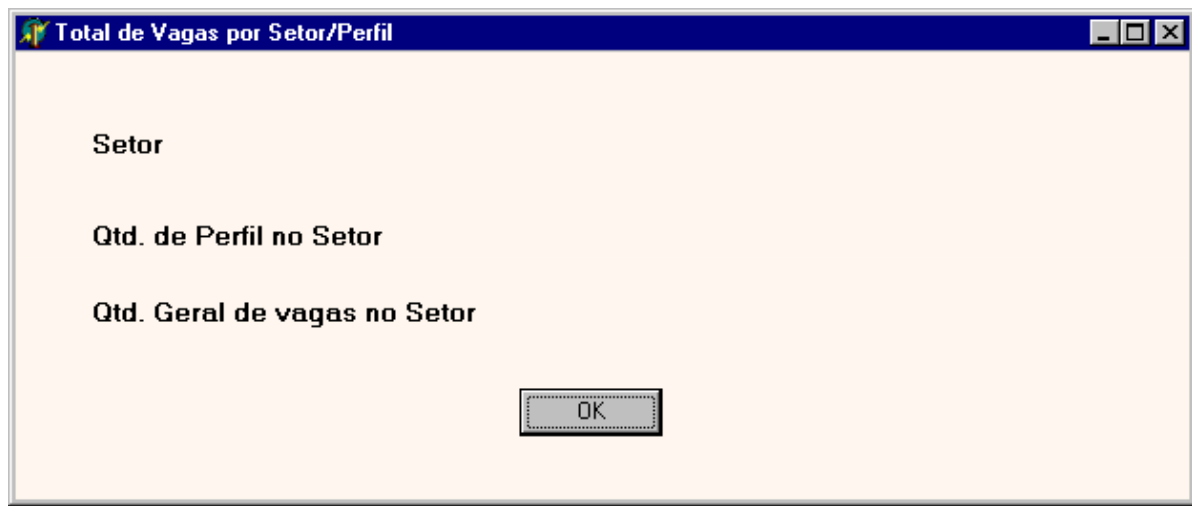 Total de Vagas por Setor/Perfil
Setor
Qtd. de Perfil no Setor
Qtd. Geral de vagas no Setor
OK